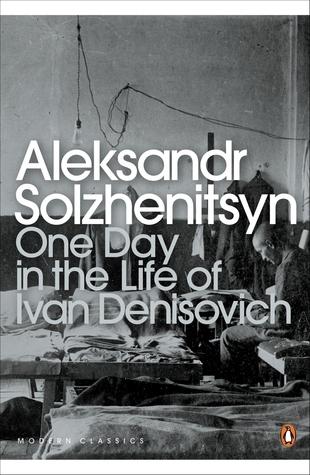 Aleksandr
Solzhenitsyn
One Day
in the Life of
Ivan Denisovich
MODERN CLASSICS